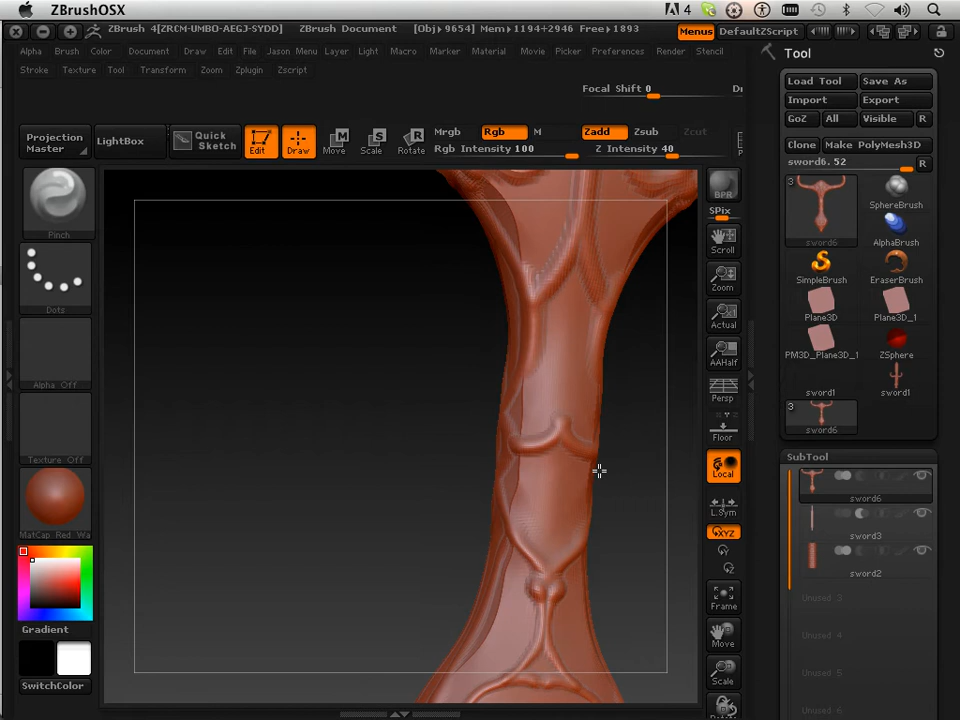 ZBrushOSX
4
ZBrush 4[ZRCM-UMBO-AEGJ-SYDD] ZBrush Document [Obj▸9654] Mem▸1194+2946 Free▸1893
Menus
DefaultZScript
Alpha Brush Color Document Draw Edit File Jason Menu Layer Light Macro Marker Material Movie Picker Preferences Render Stencil
Stroke Texture Tool Transform Zoom Zplugin Zscript
Focal Shift 0
Projection Master
LightBox
Quick Sketch
Edit
Draw
Move
Scale
Rotate
Mrgb Rgb M
Rgb Intensity 100
Zadd Zsub Zcut
Z Intensity 40
Pinch
Dots
Alpha Off
Texture Off
MatCap Red Wa
Gradient
SwitchColor
BPR
SPix
Scroll
Zoom
Actual
AAHalf
Persp
Floor
Local
L.Sym
XYZ
Frame
Move
Scale
Tool
Load Tool Save As
Import Export
GoZ All Visible R
Clone Make PolyMesh3D
sword6. 52 R
3
sword6
SphereBrush
AlphaBrush
SimpleBrush
EraserBrush
Plane3D
Plane3D_1
PM3D_Plane3D_1
ZSphere
sword1
sword1
3
sword6
SubTool
sword6
sword3
sword2
Unused 3
Unused 4
Unused 5